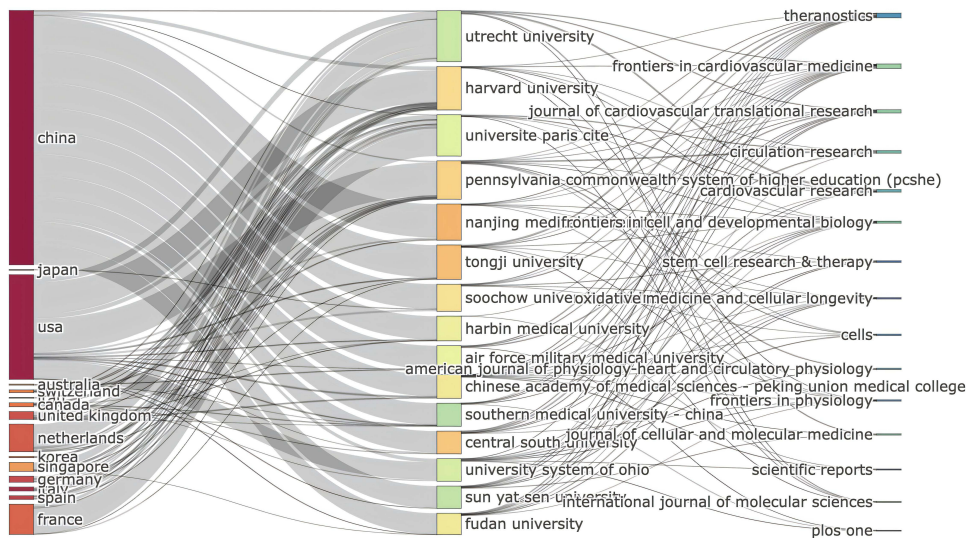 china
japan
usa
australia
switzerland
canada
united kingdom
netherlands
korea
singapore
germany
italy
spain
france
utrecht university
harvard university
universite paris cite
pennsylvania commonwealth system of higher education (pcshe)
nanjing medi
tongji university
soochow unive
harbin medical university
air force military medical university
chinese academy of medical sciences - peking union medical college
southern medical university - china
central south university
university system of ohio
sun yat sen university
fudan university
theranostics
frontiers in cardiovascular medicine
journal of cardiovascular translational research
circulation research
cardiovascular research
frontiers in cell and developmental biology
stem cell research & therapy
oxidative medicine and cellular longevity
cells
american journal of physiology-heart and circulatory physiology
frontiers in physiology
journal of cellular and molecular medicine
scientific reports
international journal of molecular sciences
plos one